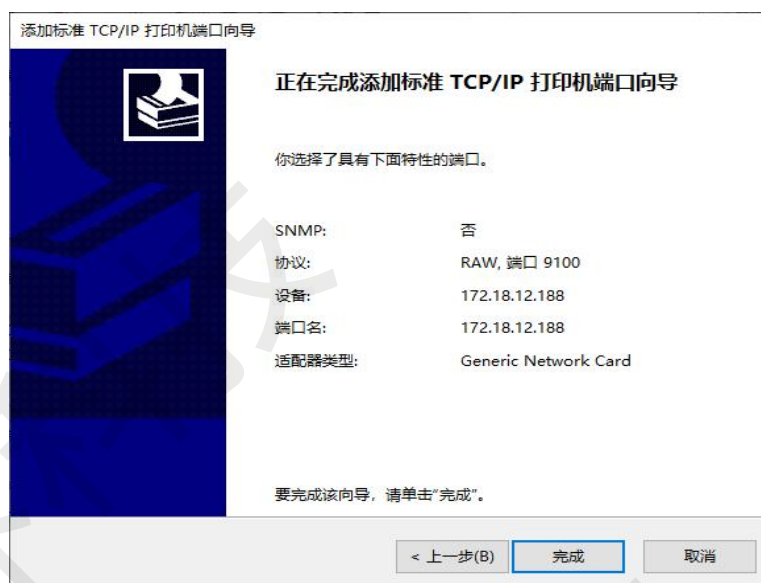 添加标准 TCP/IP 打印机端口向导
正在完成添加标准 TCP/IP 打印机端口向导
你选择了具有下面特性的端口。
SNMP: 否
协议: RAW, 端口 9100
设备: 172.18.12.188
端口名: 172.18.12.188
适配器类型: Generic Network Card
要完成该向导，请单击“完成”。
< 上一步(B) 完成 取消